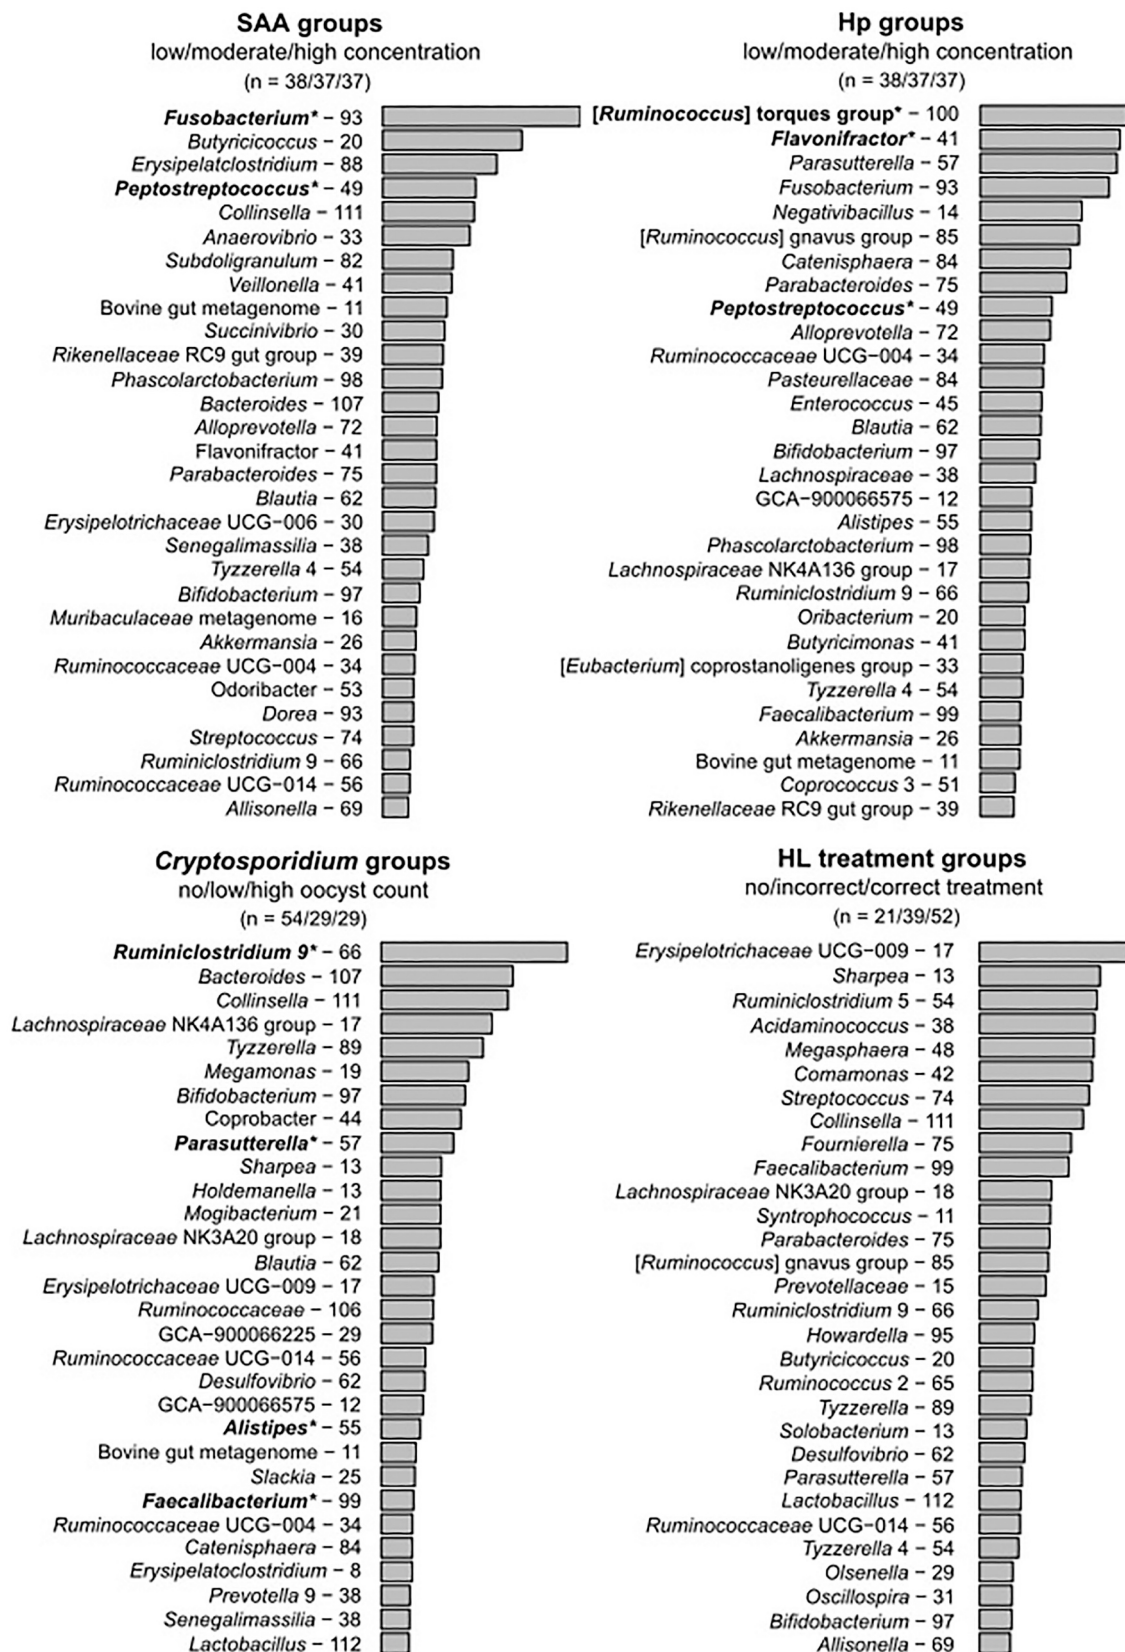 SAA groups
low/moderate/high concentration
(n = 38/37/37)
Fusobacterium* − 93
Butyricicoccus − 20
Erysipelatclostridium − 88
Peptostreptococcus* − 49
Collinsella − 111
Anaerovibrio − 33
Subdoligranulum − 82
Veillonella − 41
Bovine gut metagenome − 11
Succinivibrio − 30
Rikenellaceae RC9 gut group − 39
Phascolarctobacterium − 98
Bacteroides − 107
Alloprevotella − 72
Flavonifractor − 41
Parabacteroides − 75
Blautia − 62
Erysipelotrichaceae UCG−006 − 30
Senegalimassilia − 38
Tyzzerella 4 − 54
Bifidobacterium − 97
Muribaculaceae metagenome − 16
Akkermansia − 26
Ruminococcaceae UCG−004 − 34
Odoribacter − 53
Dorea − 93
Streptococcus − 74
Ruminiclostridium 9 − 66
Ruminococcaceae UCG−014 − 56
Allisonella − 69
Hp groups
low/moderate/high concentration
(n = 38/37/37)
[Ruminococcus] torques group* − 100
Flavonifractor* − 41
Parasutterella − 57
Fusobacterium − 93
Negativibacillus − 14
[Ruminococcus] gnavus group − 85
Catenisphaera − 84
Parabacteroides − 75
Peptostreptococcus* − 49
Alloprevotella − 72
Ruminococcaceae UCG−004 − 34
Pasteurellaceae − 84
Enterococcus − 45
Blautia − 62
Bifidobacterium − 97
Lachnospiraceae − 38
GCA−900066575 − 12
Alistipes − 55
Phascolarctobacterium − 98
Lachnospiraceae NK4A136 group − 17
Ruminiclostridium 9 − 66
Oribacterium − 20
Butyricimonas − 41
[Eubacterium] coprostanoligenes group − 33
Tyzzerella 4 − 54
Faecalibacterium − 99
Akkermansia − 26
Bovine gut metagenome − 11
Coprococcus 3 − 51
Rikenellaceae RC9 gut group − 39
Cryptosporidium groups
no/low/high oocyst count
(n = 54/29/29)
Ruminiclostridium 9* − 66
Bacteroides − 107
Collinsella − 111
Lachnospiraceae NK4A136 group − 17
Tyzzerella − 89
Megamonas − 19
Bifidobacterium − 97
Coprobacter − 44
Parasutterella* − 57
Sharpea − 13
Holdemanella − 13
Mogibacterium − 21
Lachnospiraceae NK3A20 group − 18
Blautia − 62
Erysipelotrichaceae UCG−009 − 17
Ruminococcaceae − 106
GCA−900066225 − 29
Ruminococcaceae UCG−014 − 56
Desulfovibrio − 62
GCA−900066575 − 12
Alistipes* − 55
Bovine gut metagenome − 11
Slackia − 25
Faecalibacterium* − 99
Ruminococcaceae UCG−004 − 34
Catenisphaera − 84
Erysipelatoclostridium − 8
Prevotella 9 − 38
Senegalimassilia − 38
Lactobacillus − 112
HL treatment groups
no/incorrect/correct treatment
(n = 21/39/52)
Erysipelotrichaceae UCG−009 − 17
Sharpea − 13
Ruminiclostridium 5 − 54
Acidaminococcus − 38
Megasphaera − 48
Comamonas − 42
Streptococcus − 74
Collinsella − 111
Fournierella − 75
Faecalibacterium − 99
Lachnospiraceae NK3A20 group − 18
Syntrophococcus − 11
Parabacteroides − 75
[Ruminococcus] gnavus group − 85
Prevotellaceae − 15
Ruminiclostridium 9 − 66
Howardella − 95
Butyricicoccus − 20
Ruminococcus 2 − 65
Tyzzerella − 89
Solobacterium − 13
Desulfovibrio − 62
Parasutterella − 57
Lactobacillus − 112
Ruminococcaceae UCG−014 − 56
Tyzzerella 4 − 54
Olsenella − 29
Oscillospira − 31
Bifidobacterium − 97
Allisonella − 69